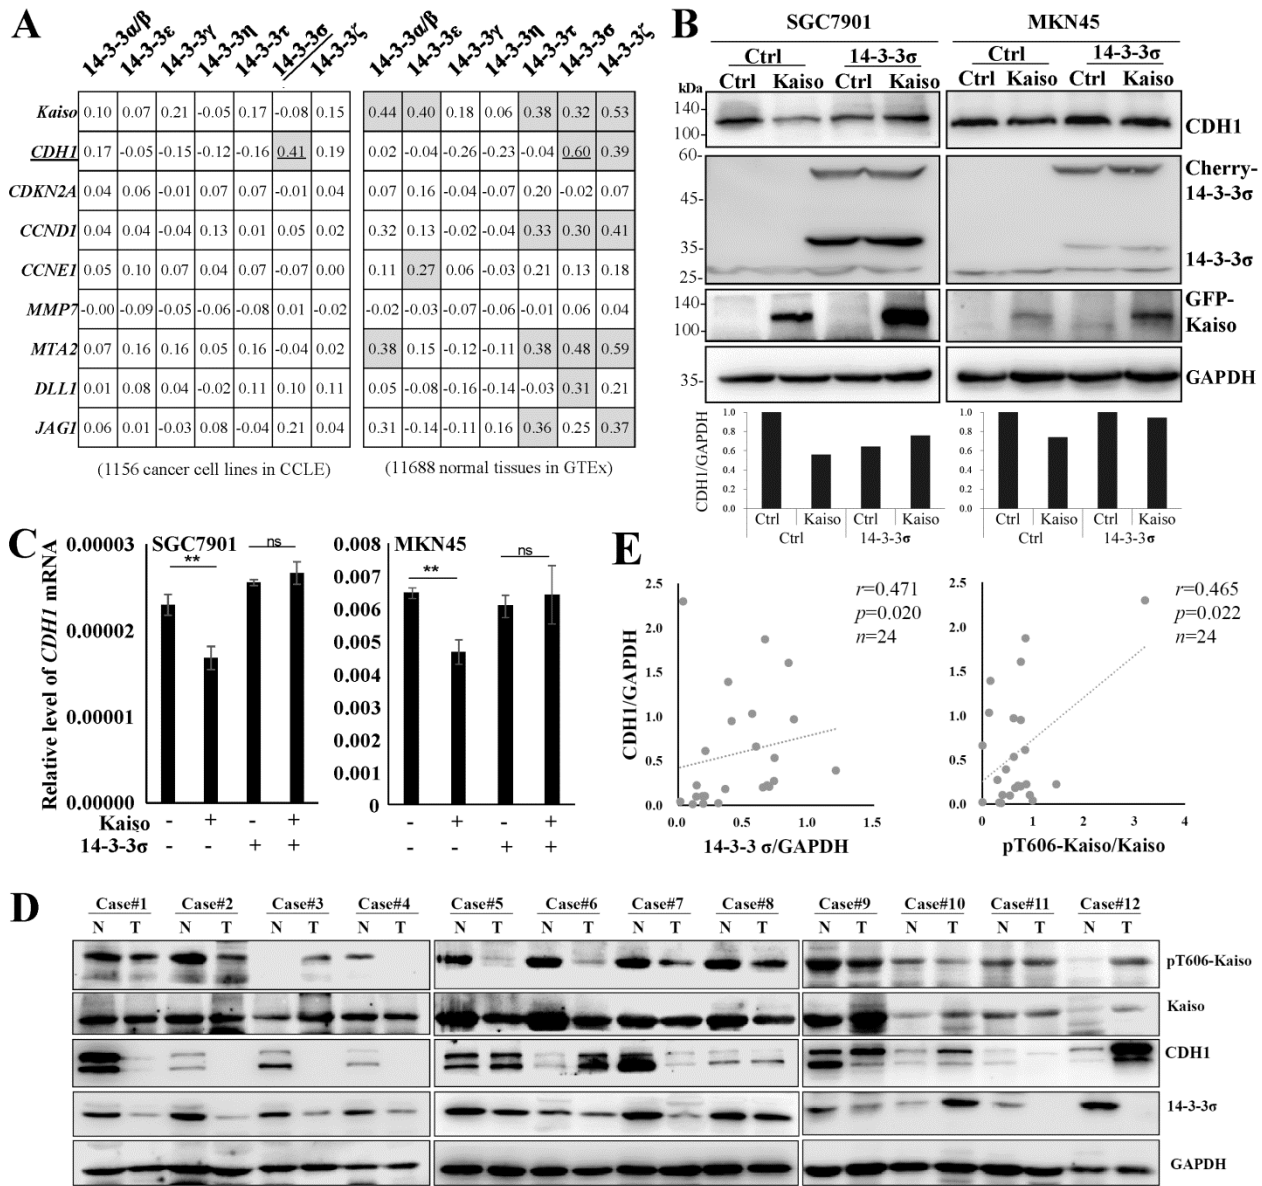 A
14-3-3α/β 14-3-3ε 14-3-3γ 14-3-3η 14-3-3τ 14-3-3σ 14-3-3ζ 14-3-3α/β 14-3-3ε 14-3-3γ 14-3-3η 14-3-3τ 14-3-3σ 14-3-3ζ
Kaiso 0.10 0.07 0.21 -0.05 0.17 -0.08 0.15 0.44 0.40 0.18 0.06 0.38 0.32 0.53
CDH1 0.17 -0.05 -0.15 -0.12 -0.16 0.41 0.19 0.02 -0.04 -0.26 -0.23 -0.04 0.60 0.39
CDKN2A 0.04 0.06 -0.01 0.07 0.07 -0.01 0.04 0.07 0.16 -0.04 -0.07 0.20 -0.02 0.07
CCND1 0.04 0.04 -0.04 0.13 0.01 0.05 0.02 0.32 0.13 -0.02 -0.04 0.33 0.30 0.41
CCNE1 0.05 0.10 0.07 0.04 0.07 -0.07 0.00 0.11 0.27 0.06 -0.03 0.21 0.13 0.18
MMP7 -0.00 -0.09 -0.05 -0.06 -0.08 0.01 -0.02 -0.02 -0.03 -0.07 -0.06 -0.01 0.06 0.04
MTA2 0.07 0.16 0.16 0.05 0.16 -0.04 0.02 0.38 0.15 -0.12 -0.11 0.38 0.48 0.59
DLL1 0.01 0.08 0.04 -0.02 0.11 0.10 0.11 0.05 -0.08 -0.16 -0.14 -0.03 0.31 0.21
JAG1 0.06 0.01 -0.03 0.08 -0.04 0.21 0.04 0.31 -0.14 -0.11 0.16 0.36 0.25 0.37
(1156 cancer cell lines in CCLE) (11688 normal tissues in GTEx)
B
SGC7901 MKN45
Ctrl 14-3-3σ Ctrl 14-3-3σ
Ctrl Kaiso Ctrl Kaiso Ctrl Kaiso Ctrl Kaiso
kDa
140-
100-
CDH1
60-
45-
35-
25-
Cherry-
14-3-3σ
14-3-3σ
140-
100-
GFP-
Kaiso
35-
GAPDH
CDH1/GAPDH
1.0
0.8
0.6
0.4
0.2
0.0
Ctrl Kaiso Ctrl Kaiso
Ctrl 14-3-3σ
1.0
0.8
0.6
0.4
0.2
0.0
Ctrl Kaiso Ctrl Kaiso
Ctrl 14-3-3σ
C
Relative level of CDH1 mRNA
SGC7901
0.00003
0.00002
0.00001
0.00000
** ns
MKN45
0.008
0.007
0.006
0.005
0.004
0.003
0.002
0.001
0
** ns
Kaiso - + - + - + - +
14-3-3σ - - + + - - + +
E
CDH1/GAPDH
2.5
2.0
1.5
1.0
0.5
0.0
r=0.471
p=0.020
n=24
0.0 0.5 1.0 1.5
14-3-3 σ/GAPDH
2.5
2.0
1.5
1.0
0.5
0.0
r=0.465
p=0.022
n=24
0 1 2 3 4
pT606-Kaiso/Kaiso
D
Case#1 Case#2 Case#3 Case#4 Case#5 Case#6 Case#7 Case#8 Case#9 Case#10 Case#11 Case#12
N T N T N T N T N T N T N T N T N T N T N T N T
pT606-Kaiso
Kaiso
CDH1
14-3-3σ
GAPDH